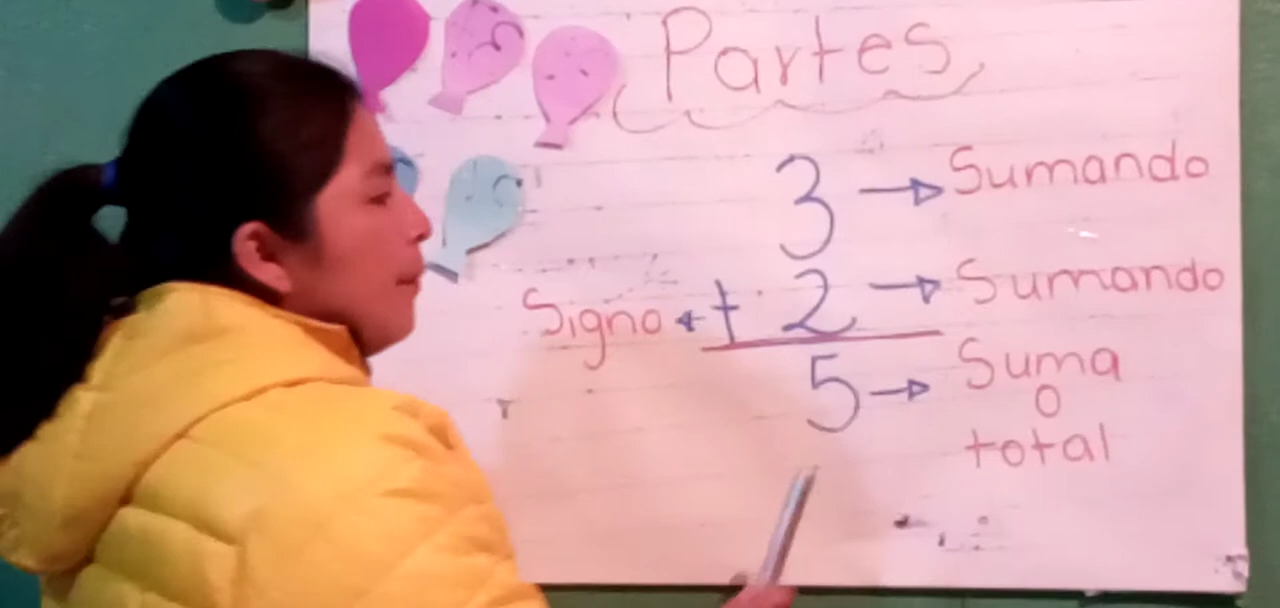 Partes
3 → Sumando
Signo ← + 2 → Sumando
5 → Suma
o
total